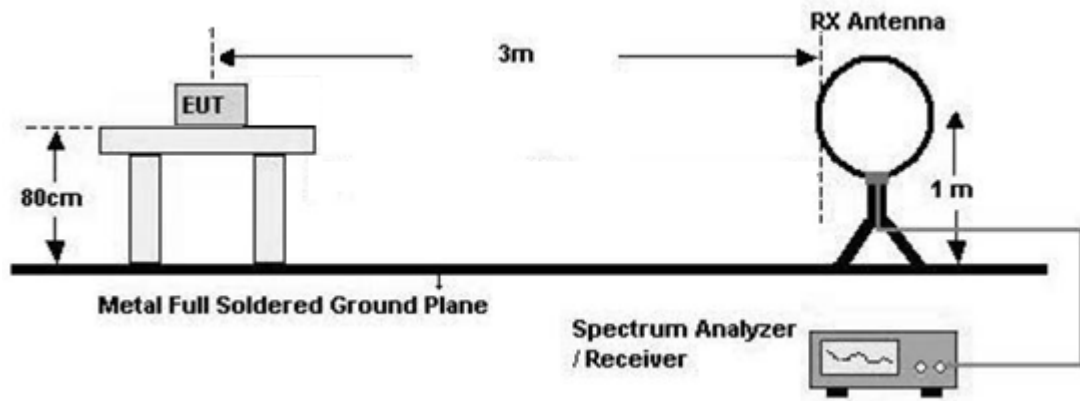 RX Antenna
3m
EUT
80cm
1 m
Metal Full Soldered Ground Plane
Spectrum Analyzer
/ Receiver